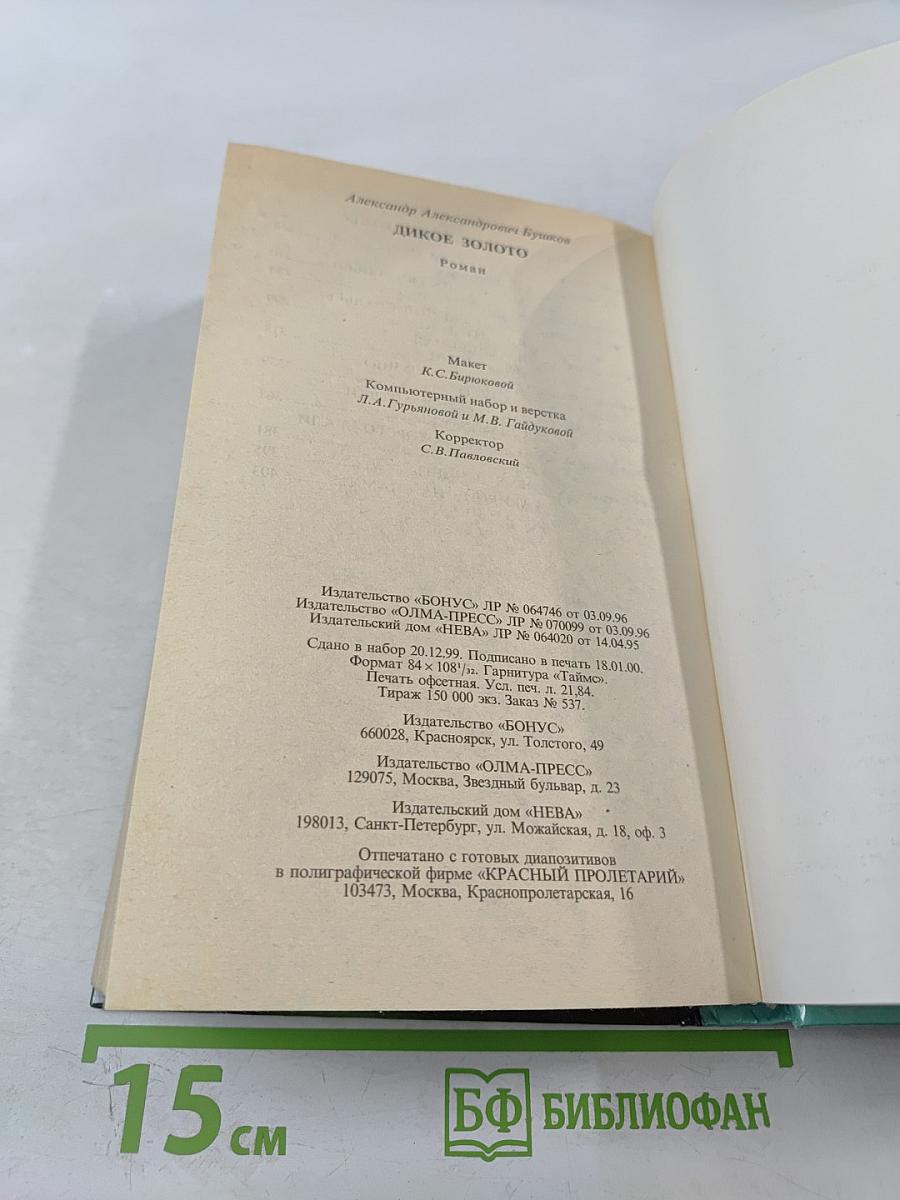 Александр Александрович Бушков
ДИКОЕ ЗОЛОТО
Роман
Макет
К.С.Бирюковой
Компьютерный набор и верстка
Л.А.Гурьяновой и М.В. Гайдуковой
Корректор
С.В.Павловский
Издательство «БОНУС» ЛР № 064746 от 03.09.96
Издательство «ОЛМА-ПРЕСС» ЛР № 070099 от 03.09.96
Издательский дом «НЕВА» ЛР № 064020 от 14.04.95
Сдано в набор 20.12.99. Подписано в печать 18.01.00.
Формат 84 × 108¹/₃₂. Гарнитура «Таймс».
Печать офсетная. Усл. печ. л. 21,84.
Тираж 150 000 экз. Заказ № 537.
Издательство «БОНУС»
660028, Красноярск, ул. Толстого, 49
Издательство «ОЛМА-ПРЕСС»
129075, Москва, Звездный бульвар, д. 23
Издательский дом «НЕВА»
198013, Санкт-Петербург, ул. Можайская, д. 18, оф. 3
Отпечатано с готовых диапозитивов
в полиграфической фирме «КРАСНЫЙ ПРОЛЕТАРИЙ»
103473, Москва, Краснопролетарская, 16
15 см
БФ БИБЛИОФАН